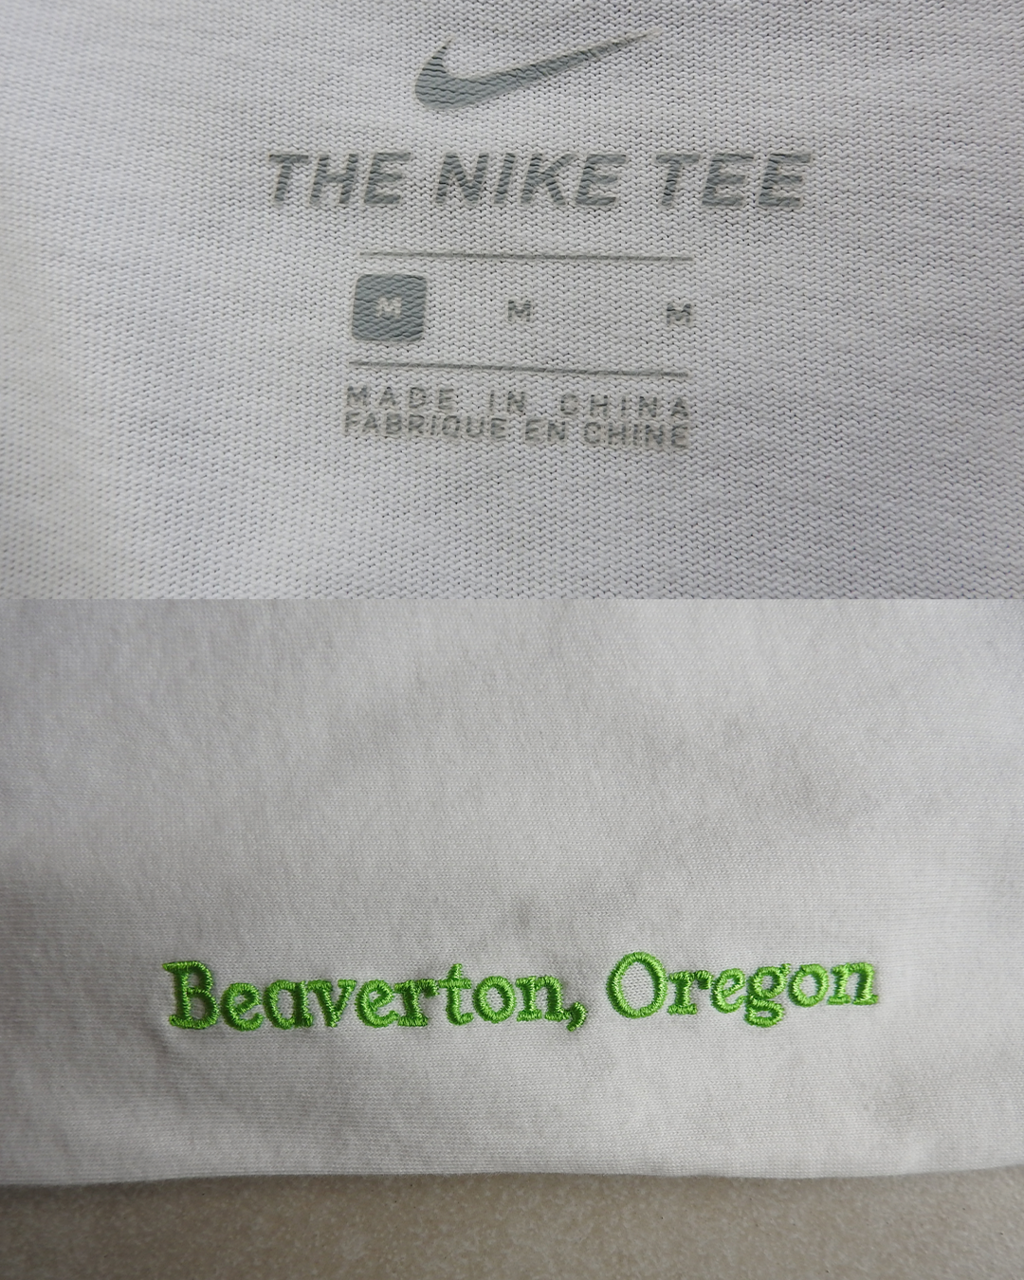 THE NIKE TEE
M M M
MADE IN CHINA
FABRIQUE EN CHINE
Beaverton, Oregon